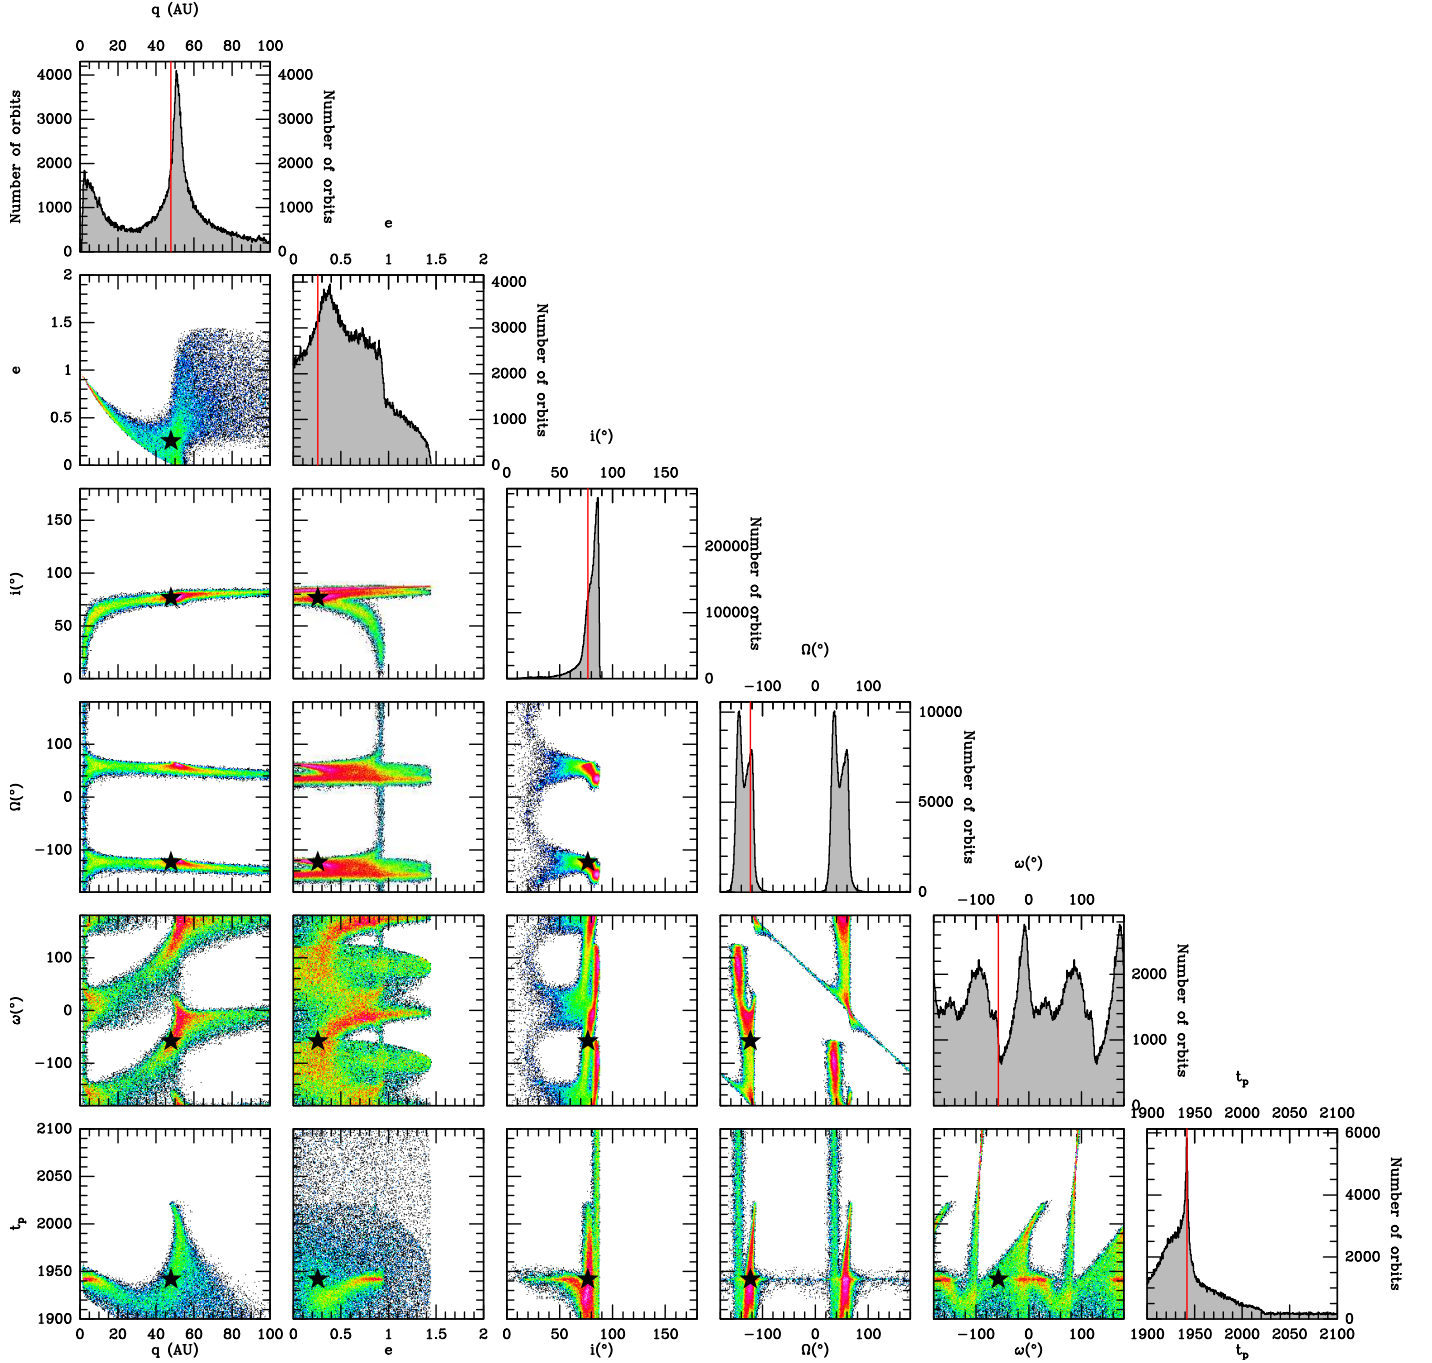 q (AU)
0 20 40 60 80 100
4000 4000
3000 3000
2000 2000
1000 1000
0 0
Number of orbits
Number of orbits
e
0 0.5 1 1.5 2
2
1.5
1
0.5
0
e
4000
3000
2000
1000
0
Number of orbits
i(°)
0 50 100 150
150
100
50
0
i(°)
20000
10000
0
Number of orbits
Ω(°)
−100 0 100
100
0
−100
Ω(°)
10000
5000
0
Number of orbits
ω(°)
−100 0 100
100
0
−100
ω(°)
2000
1000
0
Number of orbits
tp
1900 1950 2000 2050 2100
2100
2050
2000
1950
1900
tp
6000
4000
2000
0
Number of orbits
0 20 40 60 80 100
0 0.5 1 1.5 2
0 50 100 150
−100 0 100
−100 0 100
1900 1950 2000 2050 2100
q (AU) e i(°) Ω(°) ω(°) tp